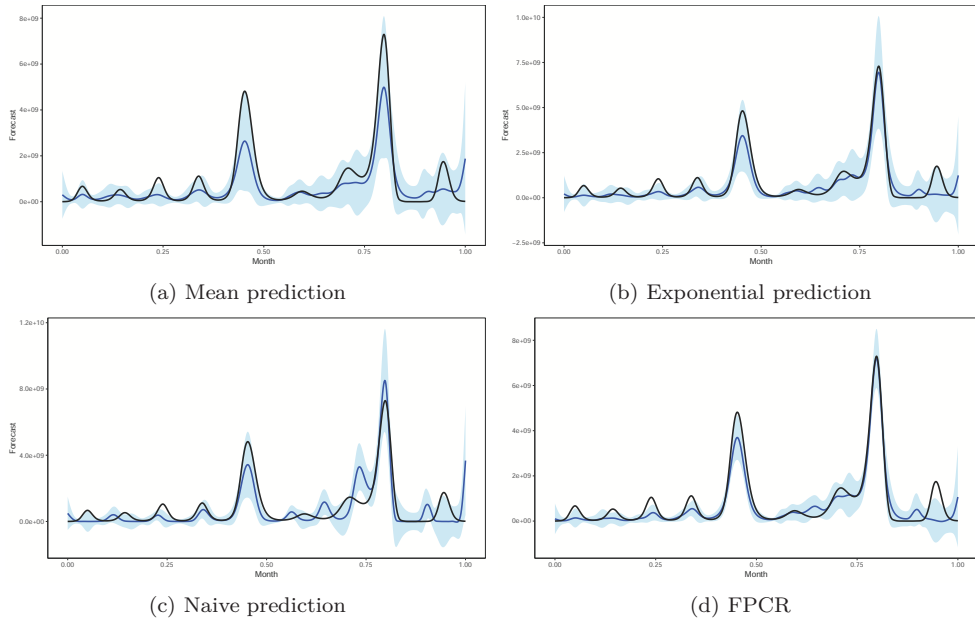 8e+09
6e+09
4e+09
2e+09
0e+00
Forecast
0.00 0.25 0.50 0.75 1.00
Month
(a) Mean prediction
1.0e+10
7.5e+09
5.0e+09
2.5e+09
0.0e+00
−2.5e+09
Forecast
0.00 0.25 0.50 0.75 1.00
Month
(b) Exponential prediction
1.2e+10
8.0e+09
4.0e+09
0.0e+00
Forecast
0.00 0.25 0.50 0.75 1.00
Month
(c) Naive prediction
8e+09
6e+09
4e+09
2e+09
0e+00
Forecast
0.00 0.25 0.50 0.75 1.00
Month
(d) FPCR